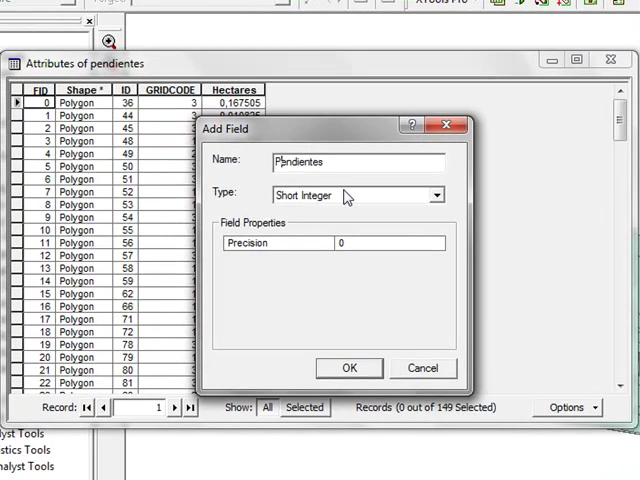 XTools Pro
Attributes of pendientes
FID Shape * ID GRIDCODE Hectares
0 Polygon 36 3 0,167505
1 Polygon 44
2 Polygon 45
3 Polygon 48
4 Polygon 49
5 Polygon 50
6 Polygon 51
7 Polygon 52
8 Polygon 53
9 Polygon 54
10 Polygon 55
11 Polygon 56
12 Polygon 57
13 Polygon 58
14 Polygon 59
15 Polygon 62
16 Polygon 66
17 Polygon 71
18 Polygon 72
19 Polygon 78
20 Polygon 79
21 Polygon 80
22 Polygon 81
Add Field
Name: Pendientes
Type: Short Integer
Field Properties
Precision 0
OK Cancel
Record: 1 Show: All Selected Records (0 out of 149 Selected) Options
alyst Tools
stics Tools
nalyst Tools